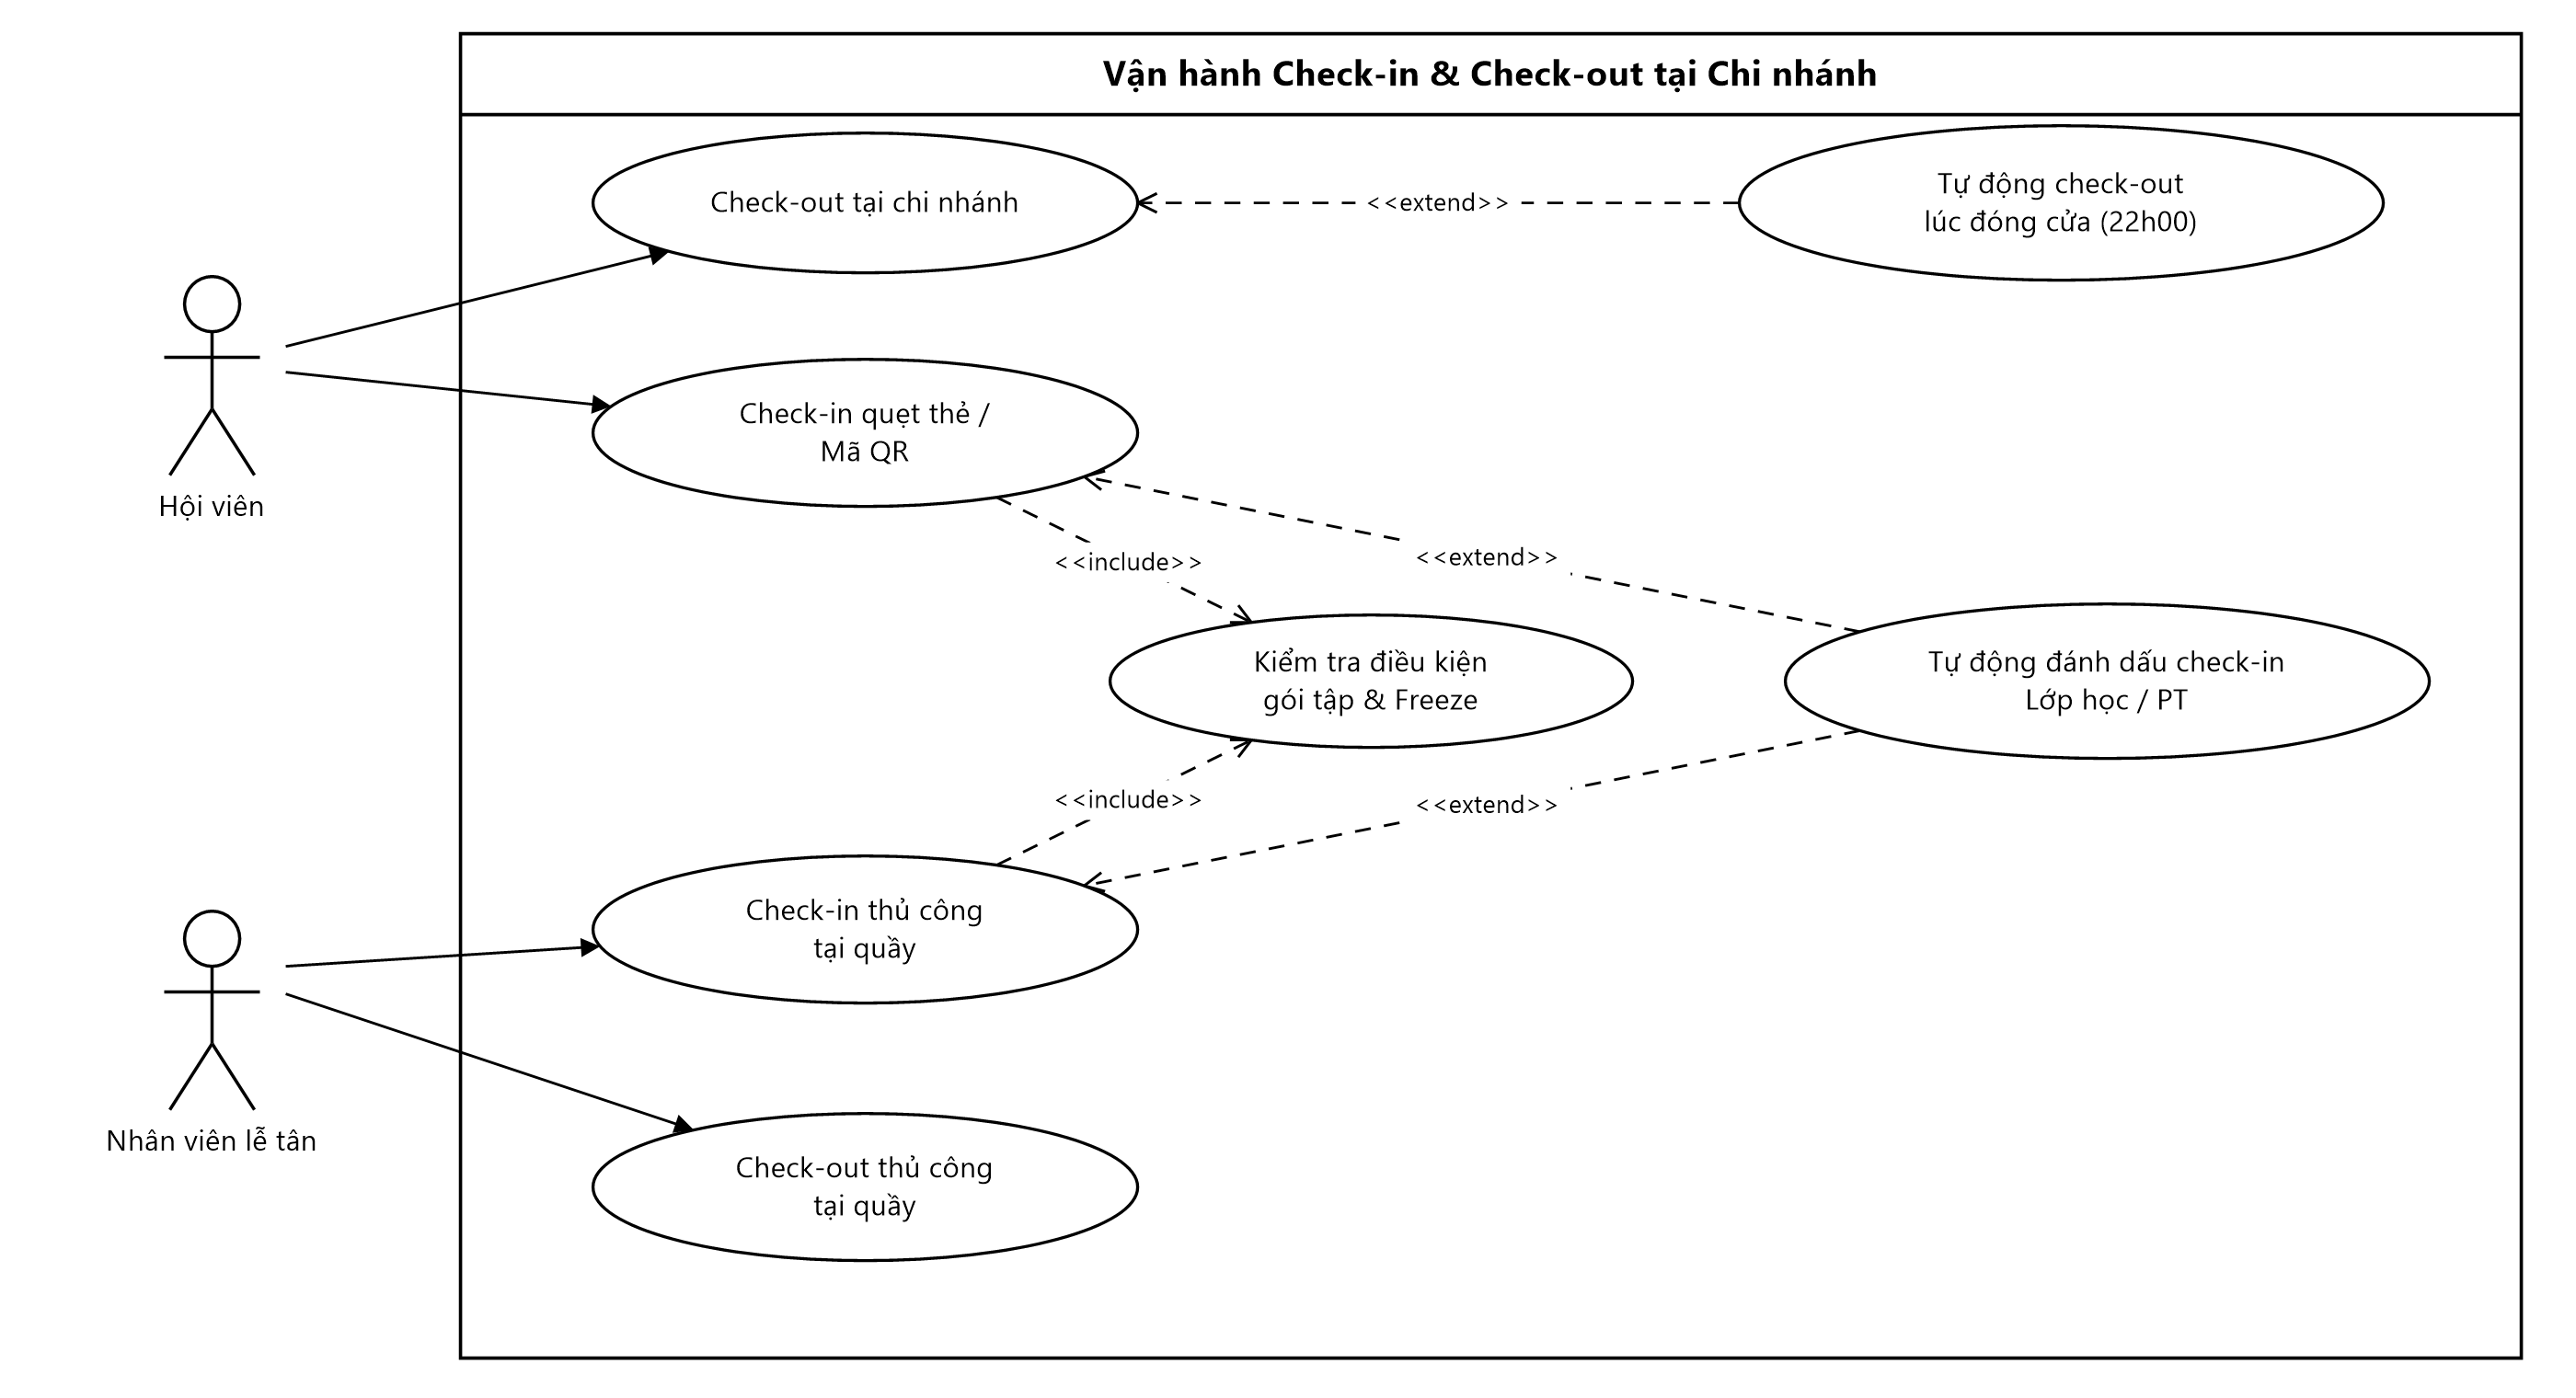 Vận hành Check-in & Check-out tại Chi nhánh
Check-out tại chi nhánh
<<extend>>
Tự động check-out
lúc đóng cửa (22h00)
Hội viên
Check-in quẹt thẻ /
Mã QR
<<include>>
<<extend>>
Kiểm tra điều kiện
gói tập & Freeze
Tự động đánh dấu check-in
Lớp học / PT
<<include>>
<<extend>>
Check-in thủ công
tại quầy
Nhân viên lễ tân
Check-out thủ công
tại quầy